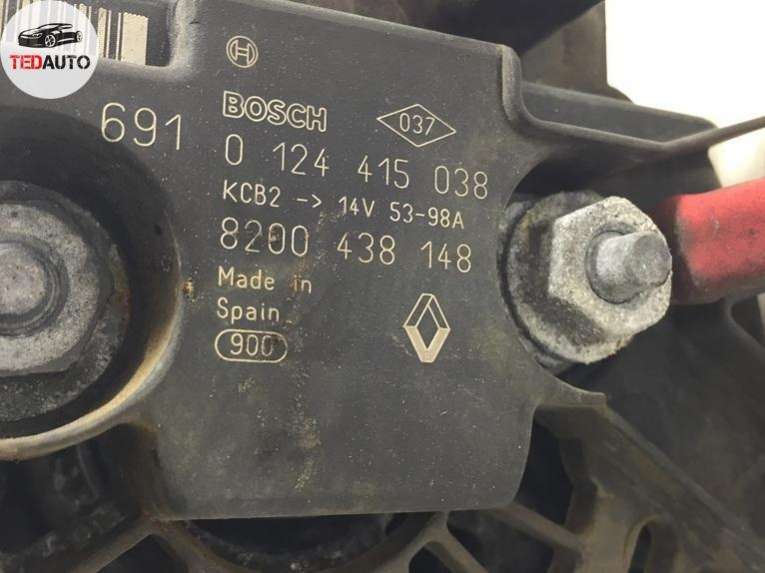 TEDAUTO
BOSCH
037
691
0 124 415 038
KCB2 -> 14V 53-98A
8200 438 148
Made in
Spain
900